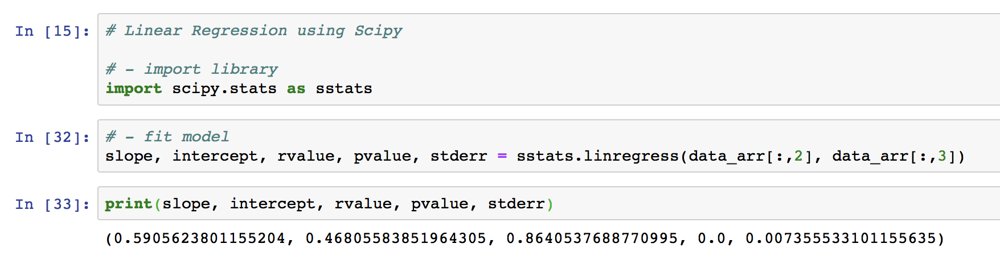 In [15]: # Linear Regression using Scipy
# - import library
import scipy.stats as sstats
In [32]: # - fit model
slope, intercept, rvalue, pvalue, stderr = sstats.linregress(data_arr[:,2], data_arr[:,3])
In [33]: print(slope, intercept, rvalue, pvalue, stderr)
(0.5905623801155204, 0.46805583851964305, 0.8640537688770995, 0.0, 0.007355533101155635)